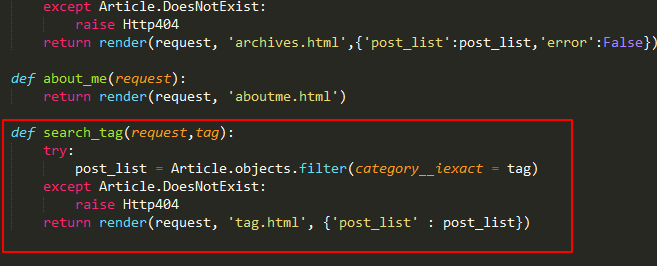 except Article.DoesNotExist:
raise Http404
return render(request, 'archives.html',{'post_list':post_list,'error':False})
def about_me(request):
return render(request, 'aboutme.html')
def search_tag(request,tag):
try:
post_list = Article.objects.filter(category__iexact = tag)
except Article.DoesNotExist:
raise Http404
return render(request, 'tag.html', {'post_list' : post_list})